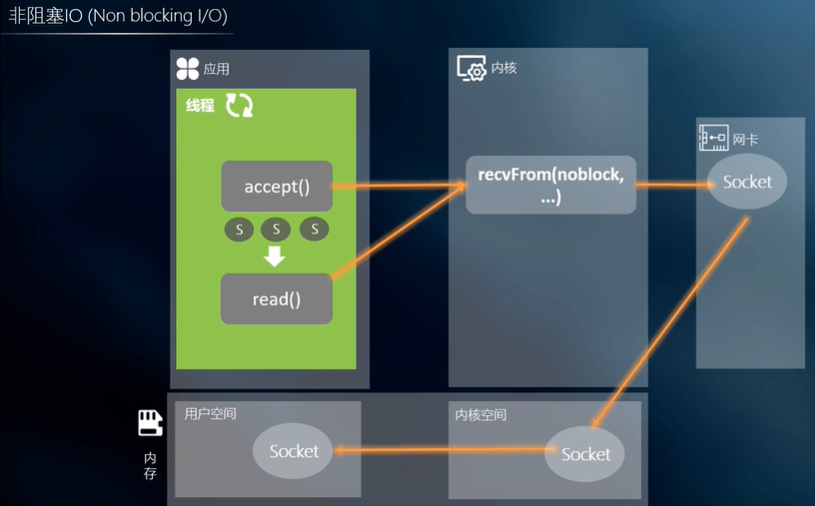 非阻塞IO (Non blocking I/O)
应用
线程
accept()
S S S
read()
内核
recvFrom(noblock,
...)
网卡
Socket
内存
用户空间
Socket
内核空间
Socket